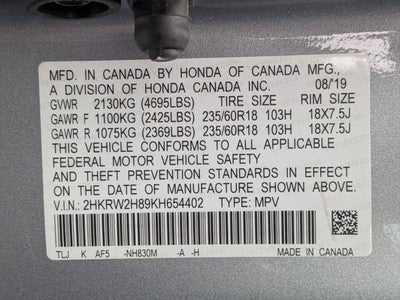 MFD. IN CANADA BY HONDA OF CANADA MFG.,
A DIVISION OF HONDA CANADA INC. 08/'19
GVWR 2130KG (4695LBS) TIRE SIZE RIM SIZE
GAWR F 1100KG (2425LBS) 235/60R18 103H 18X7.5J
GAWR R 1075KG (2369LBS) 235/60R18 103H 18X7.5J
THIS VEHICLE CONFORMS TO ALL APPLICABLE
FEDERAL MOTOR VEHICLE SAFETY
AND THEFT PREVENTION STANDARDS IN EFFECT
ON THE DATE OF MANUFACTURE SHOWN ABOVE.
V.I.N.: 2HKRW2H89KH654402 TYPE: MPV
TLJ K AF5 -NH830M -A -H MADE IN CANADA